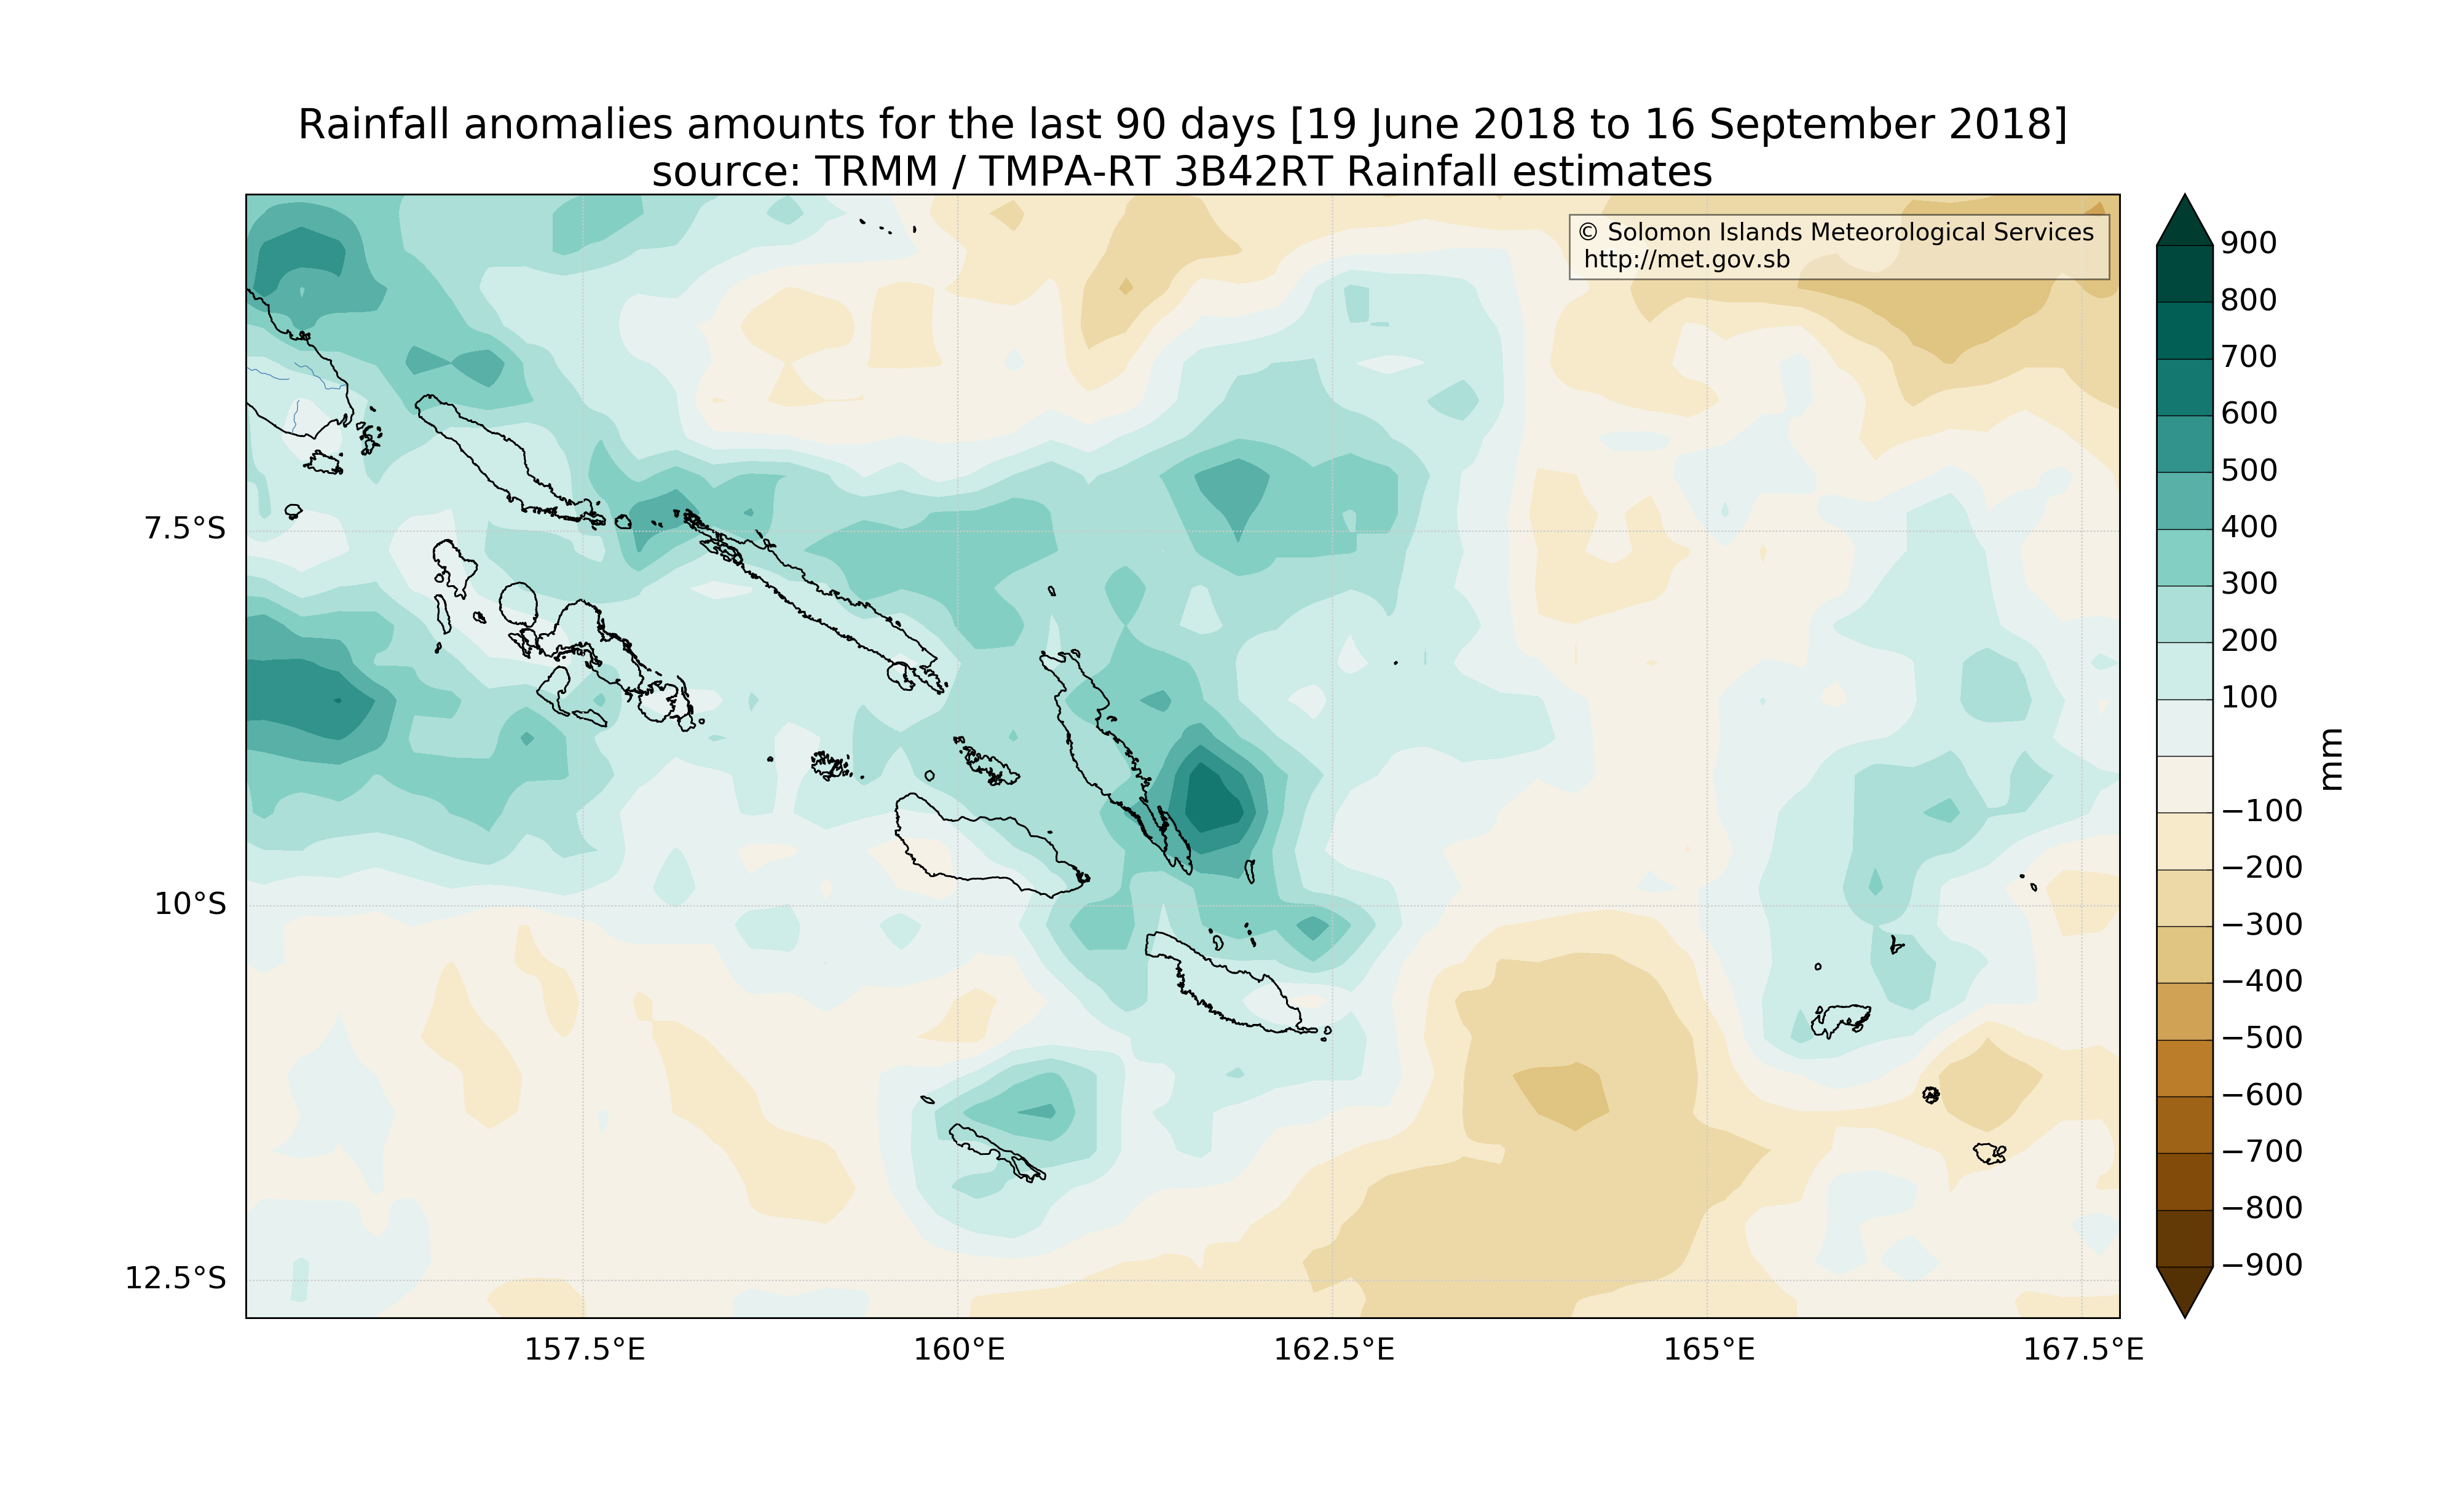 Rainfall anomalies amounts for the last 90 days [19 June 2018 to 16 September 2018]
source: TRMM / TMPA-RT 3B42RT Rainfall estimates
© Solomon Islands Meteorological Services
http://met.gov.sb
7.5°S
10°S
12.5°S
157.5°E
160°E
162.5°E
165°E
167.5°E
900
800
700
600
500
400
300
200
100
−100
−200
−300
−400
−500
−600
−700
−800
−900
mm